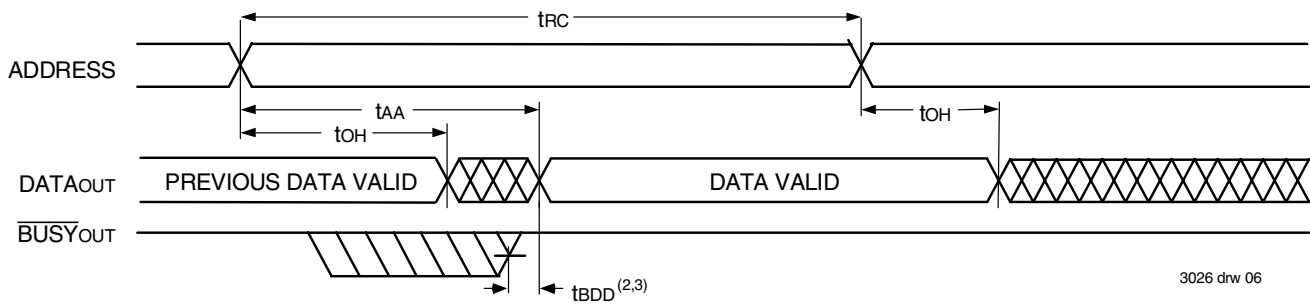 tRC
ADDRESS
tAA
tOH
tOH
DATAOUT
PREVIOUS DATA VALID
DATA VALID
BUSYOUT
tBDD (2,3)
3026 drw 06